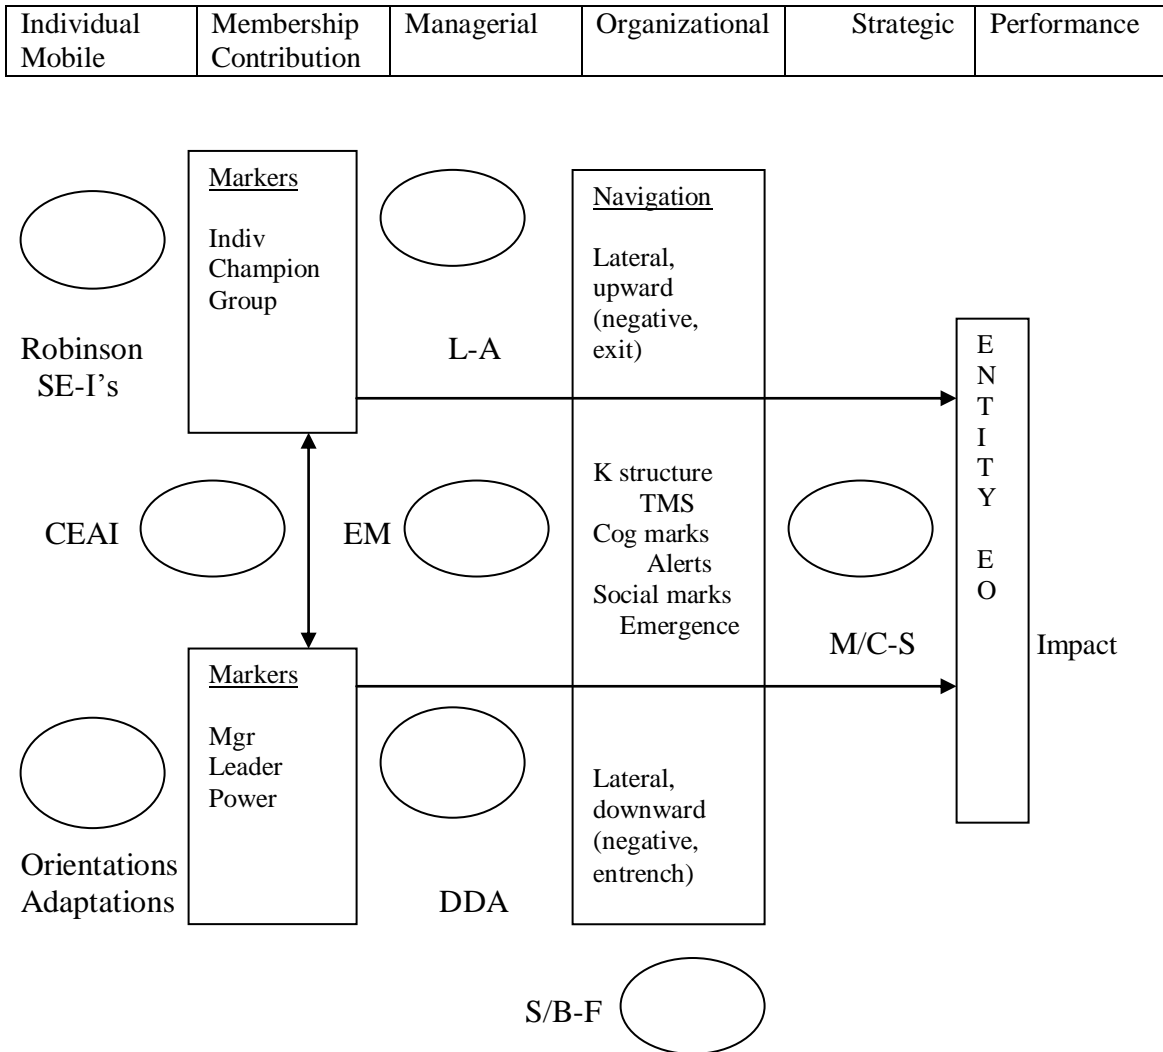 Individual Mobile
Membership Contribution
Managerial
Organizational
Strategic
Performance
Markers
Indiv
Champion
Group
Robinson
SE-I's
L-A
Navigation
Lateral,
upward
(negative,
exit)
CEAI
EM
K structure
TMS
Cog marks
Alerts
Social marks
Emergence
M/C-S
E
N
T
I
T
Y
E
O
Impact
Markers
Mgr
Leader
Power
Orientations
Adaptations
DDA
Lateral,
downward
(negative,
entrench)
S/B-F